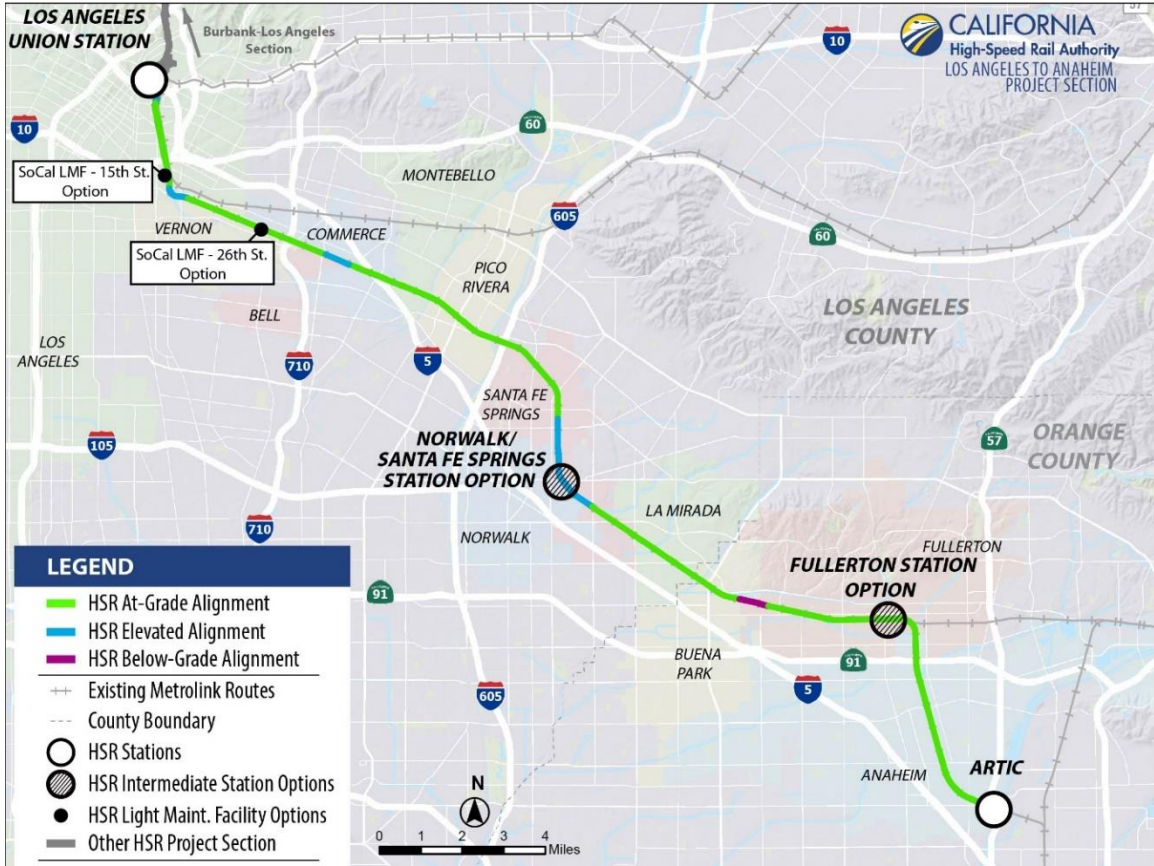 LOS ANGELES
UNION STATION
Burbank-Los Angeles
Section
57
10
CALIFORNIA
High-Speed Rail Authority
LOS ANGELES TO ANAHEIM
PROJECT SECTION
10
60
SoCal LMF - 15th St.
Option
MONTEBELLO
605
VERNON
COMMERCE
60
SoCal LMF - 26th St.
Option
PICO
RIVERA
BELL
LOS ANGELES
COUNTY
LOS
ANGELES
710
5
SANTA FE
SPRINGS
57
ORANGE
COUNTY
105
NORWALK/
SANTA FE SPRINGS
STATION OPTION
LA MIRADA
710
NORWALK
FULLERTON
FULLERTON STATION
OPTION
91
BUENA
PARK
91
5
605
ANAHEIM
ARTIC
LEGEND
HSR At-Grade Alignment
HSR Elevated Alignment
HSR Below-Grade Alignment
Existing Metrolink Routes
County Boundary
HSR Stations
HSR Intermediate Station Options
HSR Light Maint. Facility Options
Other HSR Project Section
N
0 1 2 3 4
Miles